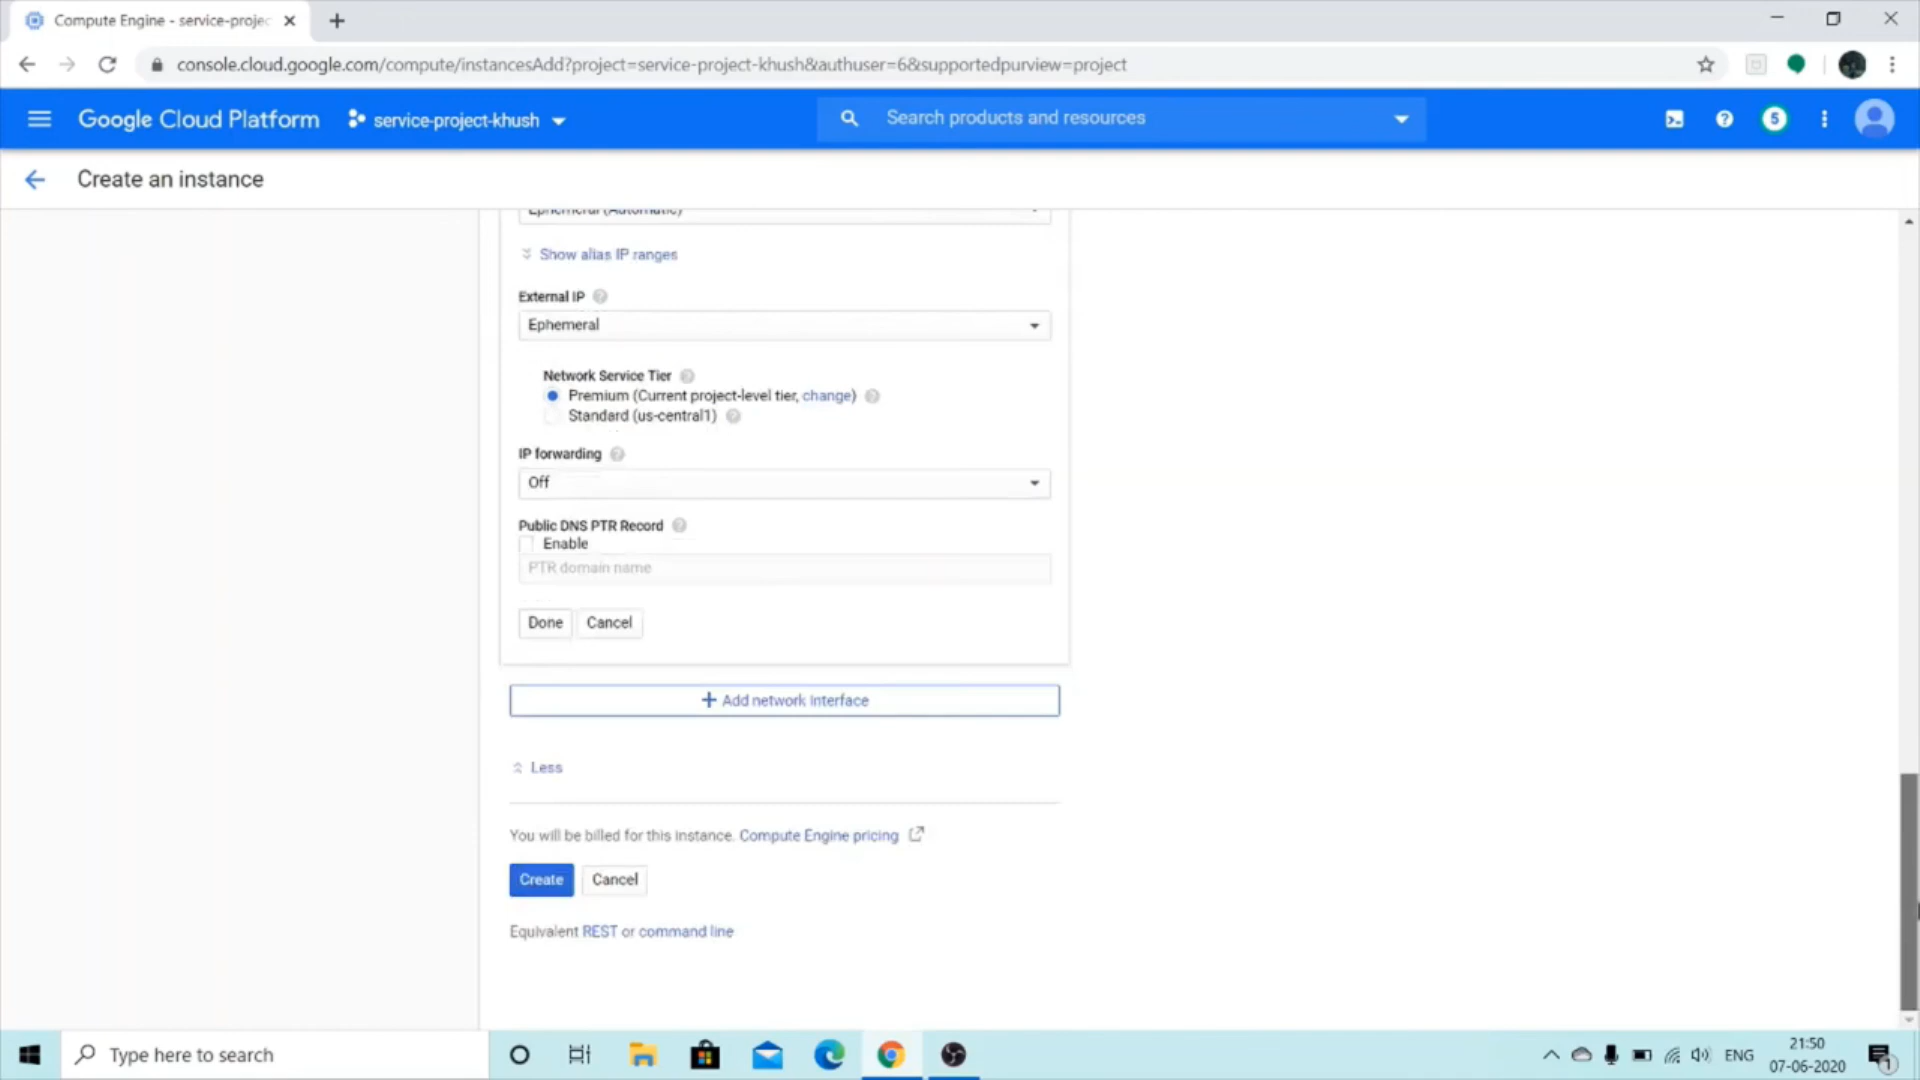 Compute Engine - service-projec
console.cloud.google.com/compute/instancesAdd?project=service-project-khush&authuser=6&supportedpurview=project
Google Cloud Platform
service-project-khush
Search products and resources
5
Create an instance
Ephemeral (Automatic)
Show alias IP ranges
External IP
Ephemeral
Network Service Tier
Premium (Current project-level tier, change)
Standard (us-central1)
IP forwarding
Off
Public DNS PTR Record
Enable
PTR domain name
Done Cancel
+ Add network interface
Less
You will be billed for this instance. Compute Engine pricing
Create Cancel
Equivalent REST or command line
Type here to search
ENG
21:50
07-06-2020
1